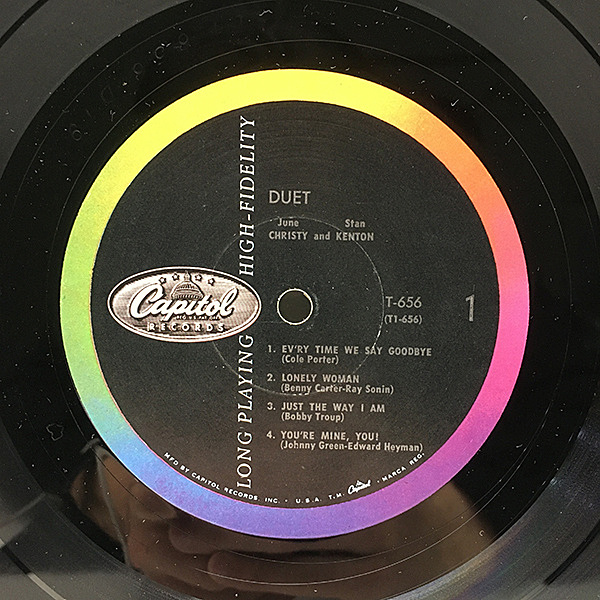 DUET
June Stan
CHRISTY and KENTON
LONG PLAYING HIGH-FIDELITY
Capitol
RECORDS
T-656
(T1-656)
1
1. EV'RY TIME WE SAY GOODBYE
(Cole Porter)
2. LONELY WOMAN
(Benny Carter-Ray Sonin)
3. JUST THE WAY I AM
(Bobby Troup)
4. YOU'RE MINE, YOU!
(Johnny Green-Edward Heyman)
MFD BY CAPITOL RECORDS, INC. • U.S.A. T.M. Capitol • MARCA REG.